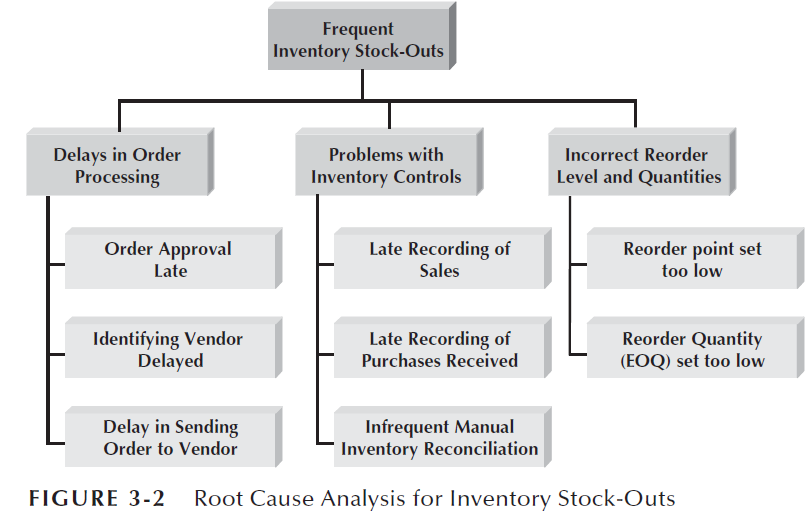 Frequent
Inventory Stock-Outs
Delays in Order
Processing
Problems with
Inventory Controls
Incorrect Reorder
Level and Quantities
Order Approval
Late
Late Recording of
Sales
Reorder point set
too low
Identifying Vendor
Delayed
Late Recording of
Purchases Received
Reorder Quantity
(EOQ) set too low
Delay in Sending
Order to Vendor
Infrequent Manual
Inventory Reconciliation
FIGURE 3-2 Root Cause Analysis for Inventory Stock-Outs